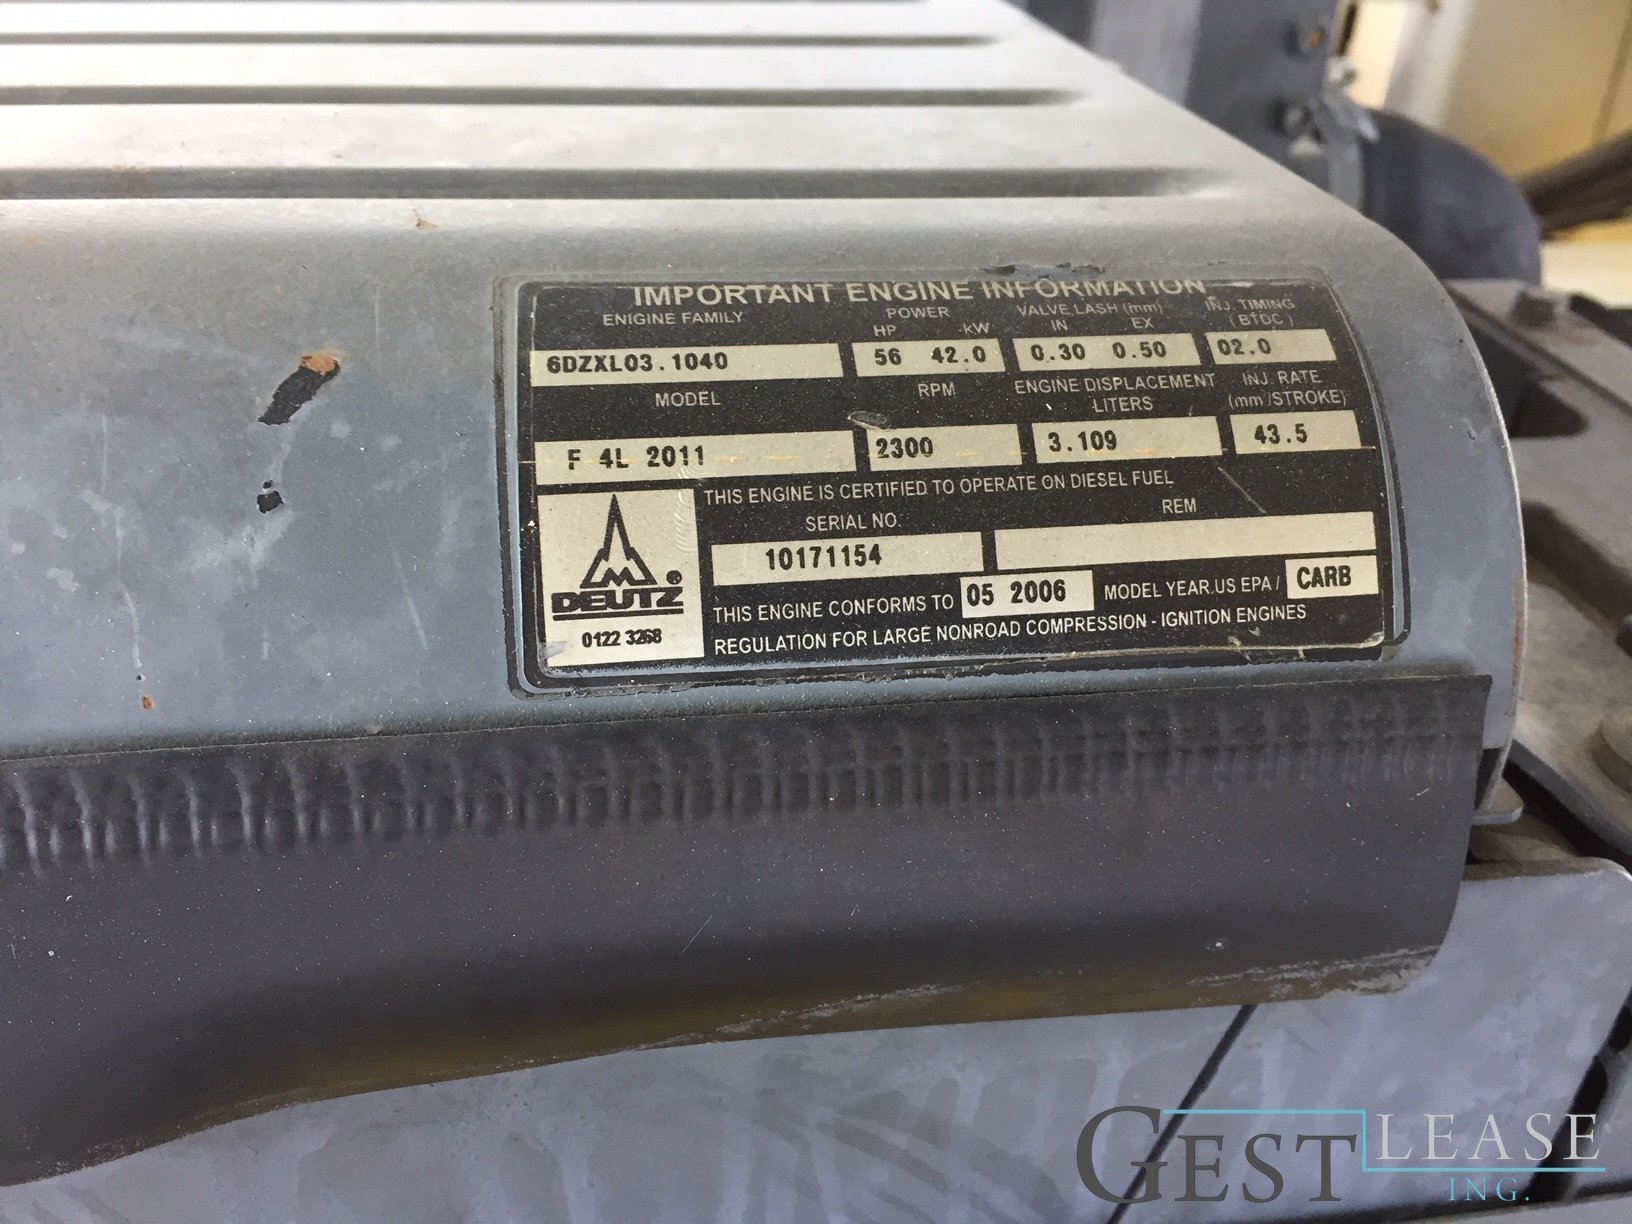 IMPORTANT ENGINE INFORMATION
ENIGINE FAMILY POWER VALVE LASH (mm) INJ. TIMING
HP kW IN EX (BTDC)
6DZXL03.1040 56 42.0 0.30 0.50 02.0
MODEL RPM ENGINE DISPLACEMENT INJ. RATE
LITERS (mm /STROKE)
F 4L 2011 2300 3.109 43.5
THIS ENGINE IS CERTIFIED TO OPERATE ON DIESEL FUEL
SERIAL NO. REM
10171154
DEUTZ ®
0122 3268
THIS ENGINE CONFORMS TO 05 2006 MODEL YEAR.US EPA / CARB
REGULATION FOR LARGE NONROAD COMPRESSION - IGNITION ENGINES
GEST LEASE
ING.